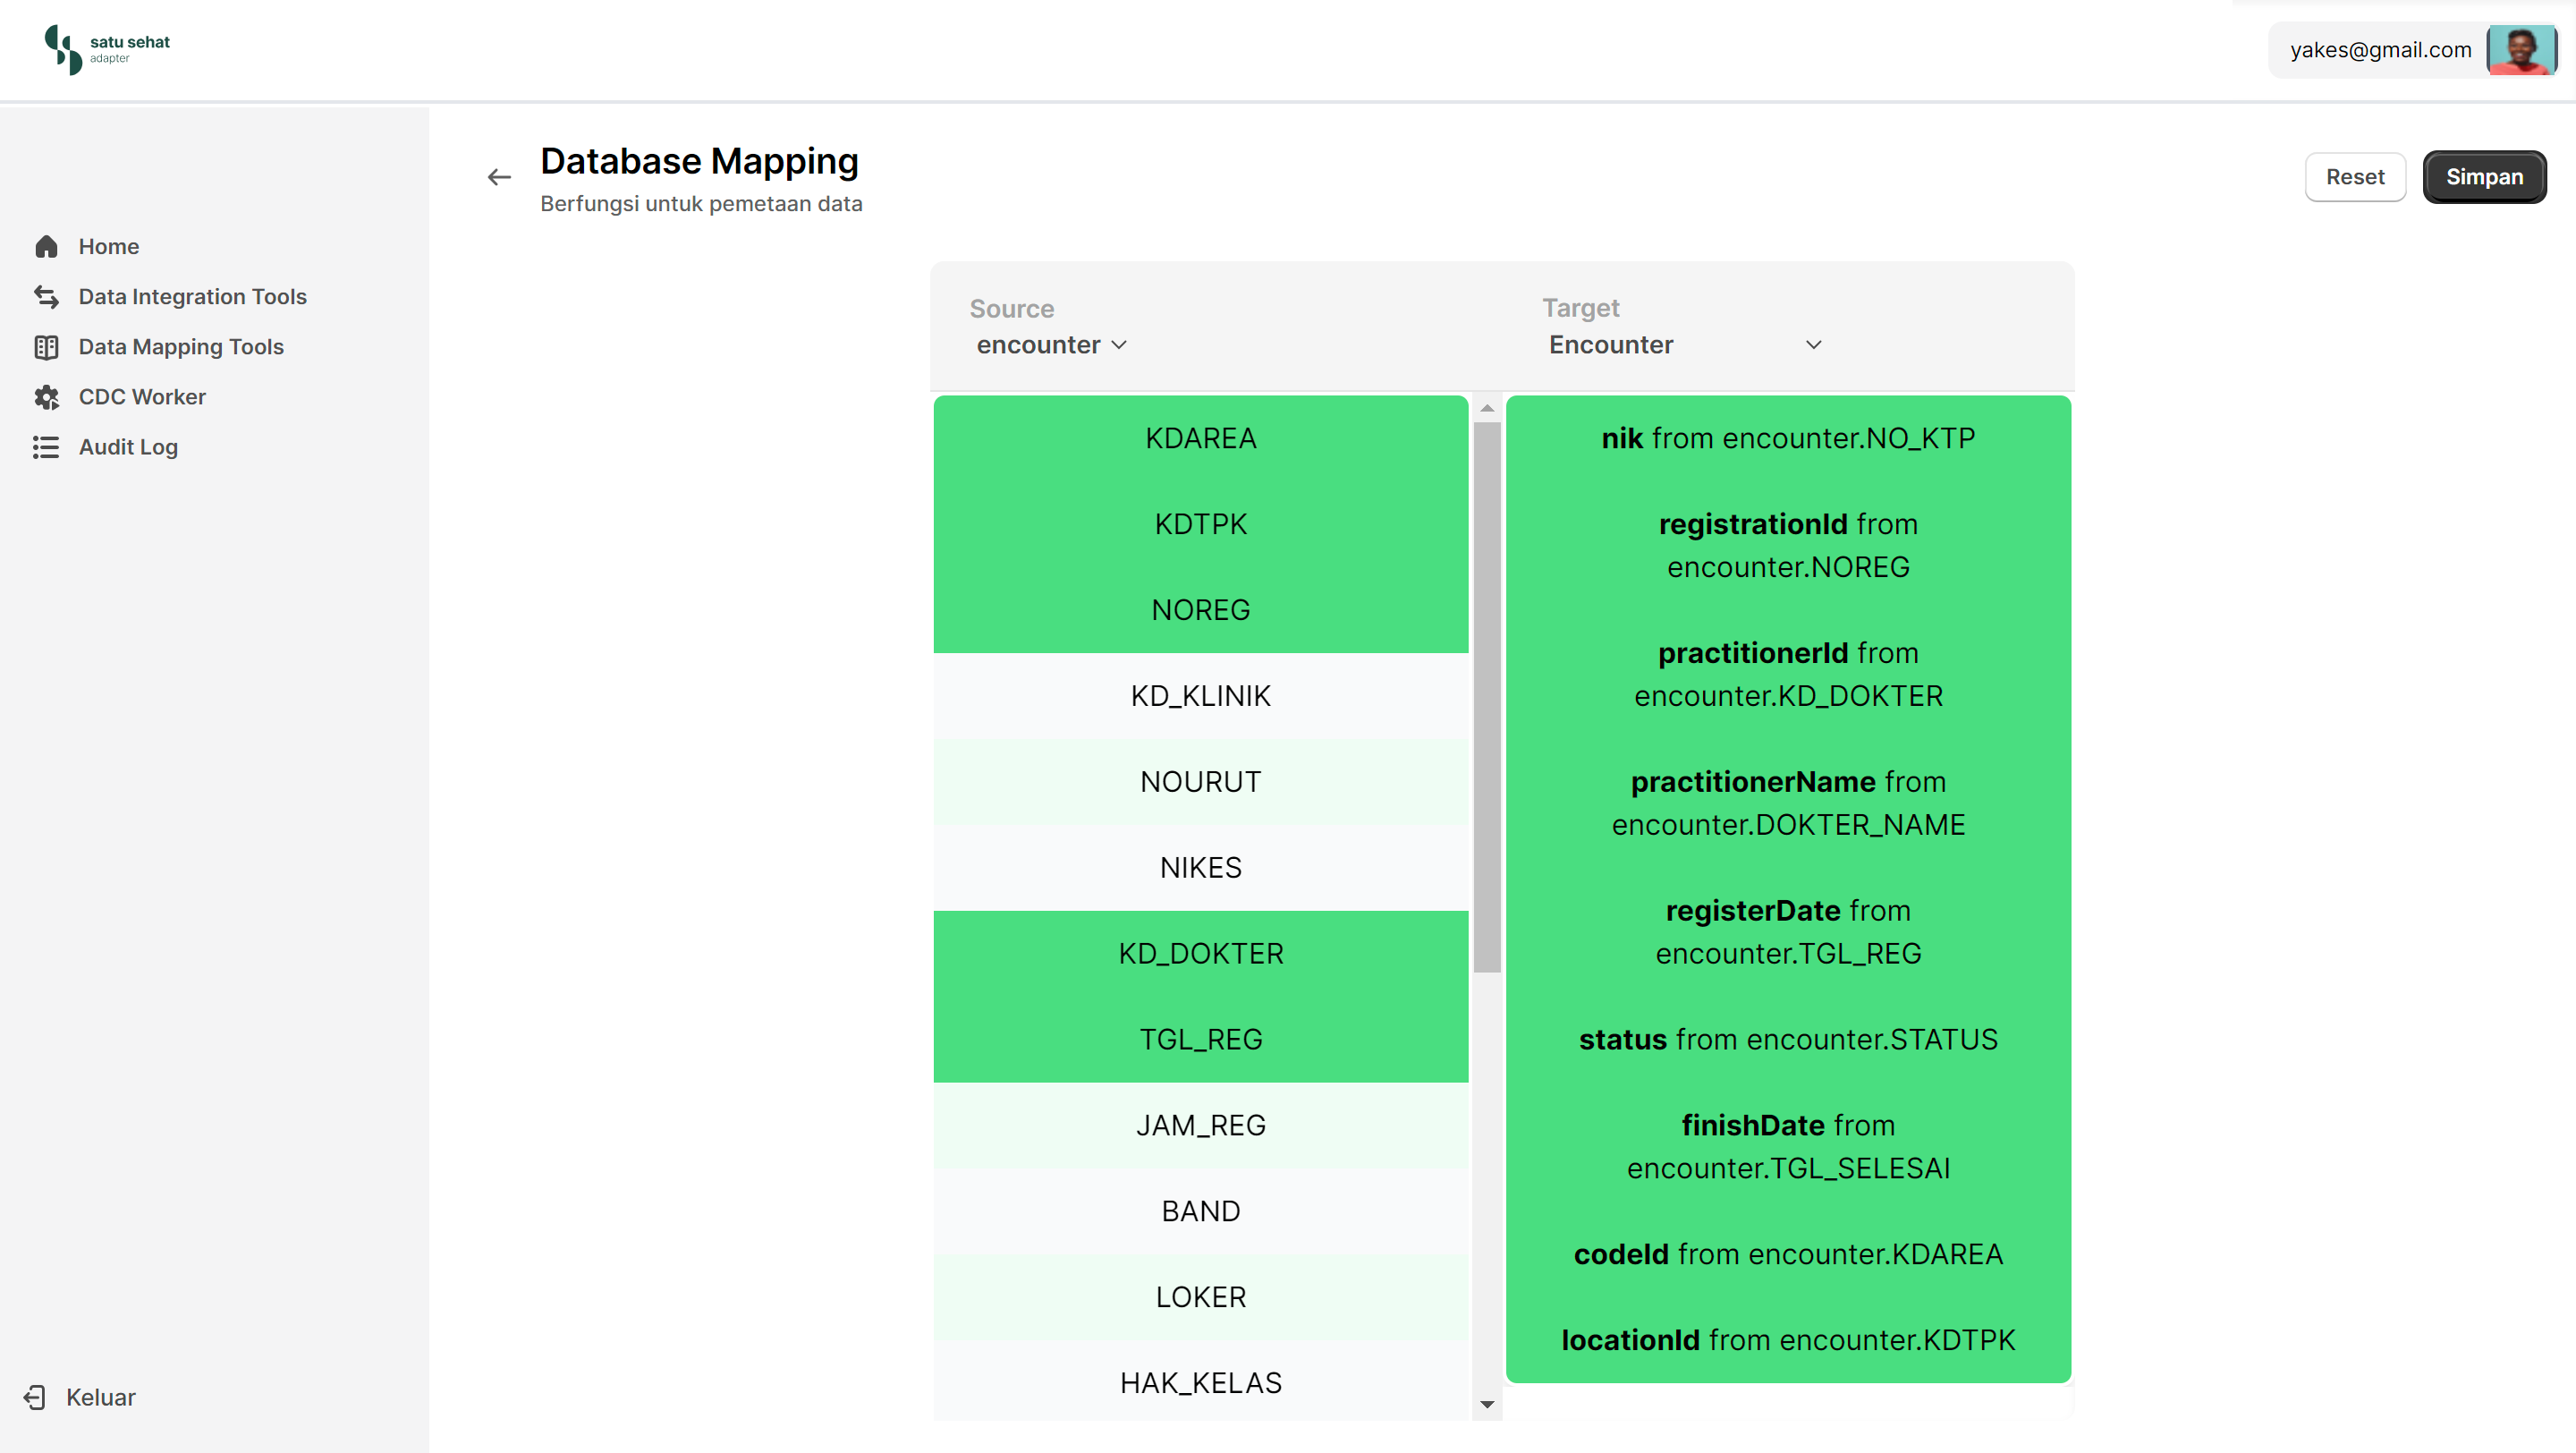 satu sehat
adapter
yakes@gmail.com
Home
Data Integration Tools
Data Mapping Tools
CDC Worker
Audit Log
Keluar
Database Mapping
Berfungsi untuk pemetaan data
Reset
Simpan
Source
encounter
Target
Encounter
KDAREA
KDTPK
NOREG
KD_KLINIK
NOURUT
NIKES
KD_DOKTER
TGL_REG
JAM_REG
BAND
LOKER
HAK_KELAS
nik from encounter.NO_KTP
registrationId from
encounter.NOREG
practitionerId from
encounter.KD_DOKTER
practitionerName from
encounter.DOKTER_NAME
registerDate from
encounter.TGL_REG
status from encounter.STATUS
finishDate from
encounter.TGL_SELESAI
codeId from encounter.KDAREA
locationId from encounter.KDTPK